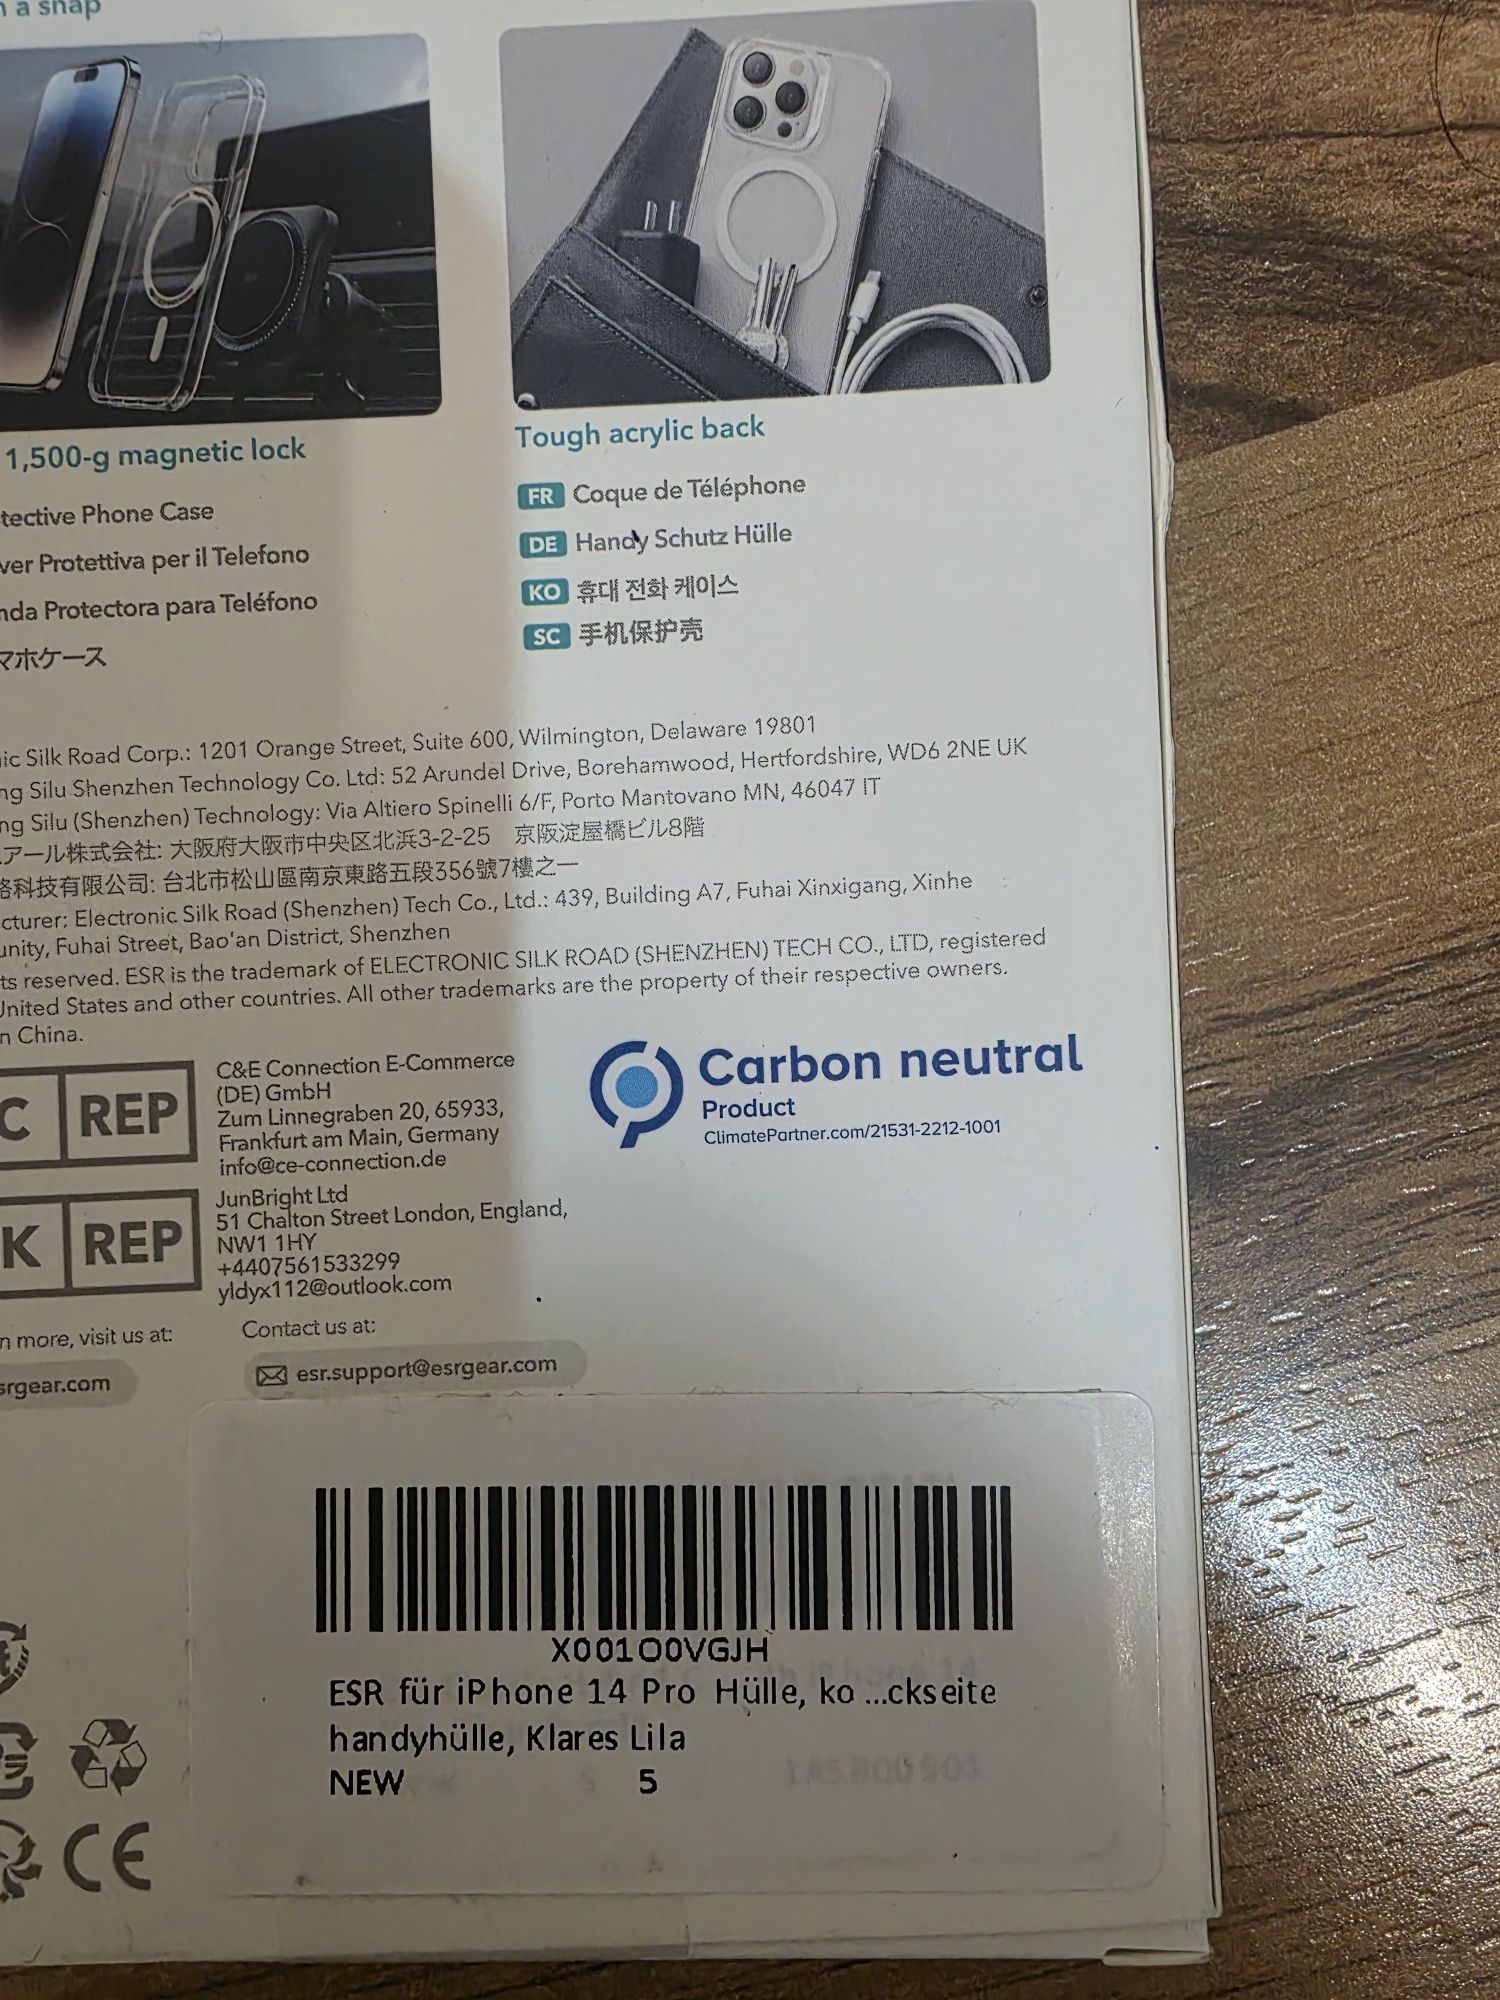 n a snap
1,500-g magnetic lock
Tough acrylic back
tective Phone Case
ver Protettiva per il Telefono
nda Protectora para Teléfono
マホケース
FR Coque de Téléphone
DE Handy Schutz Hülle
KO 휴대 전화 케이스
SC 手机保护壳
ic Silk Road Corp.: 1201 Orange Street, Suite 600, Wilmington, Delaware 19801
ng Silu Shenzhen Technology Co. Ltd: 52 Arundel Drive, Borehamwood, Hertfordshire, WD6 2NE UK
ng Silu (Shenzhen) Technology: Via Altiero Spinelli 6/F, Porto Mantovano MN, 46047 IT
アール株式会社: 大阪府大阪市中央区北浜3-2-25 京阪淀屋橋ビル8階
路科技有限公司: 台北市松山區南京東路五段356號7樓之一
cturer: Electronic Silk Road (Shenzhen) Tech Co., Ltd.: 439, Building A7, Fuhai Xinxigang, Xinhe
unity, Fuhai Street, Bao'an District, Shenzhen
ts reserved. ESR is the trademark of ELECTRONIC SILK ROAD (SHENZHEN) TECH CO., LTD, registered
United States and other countries. All other trademarks are the property of their respective owners.
n China.
C REP
C&E Connection E-Commerce
(DE) GmbH
Zum Linnegraben 20, 65933,
Frankfurt am Main, Germany
info@ce-connection.de
K REP
JunBright Ltd
51 Chalton Street London, England,
NW1 1HY
+4407561533299
yldyx112@outlook.com
Carbon neutral
Product
ClimatePartner.com/21531-2212-1001
n more, visit us at:
srgear.com
Contact us at:
esr.support@esrgear.com
X001O0VGJH
ESR für iPhone 14 Pro Hülle, ko ...ckseite
handyhülle, Klares Lila
NEW 5
CE